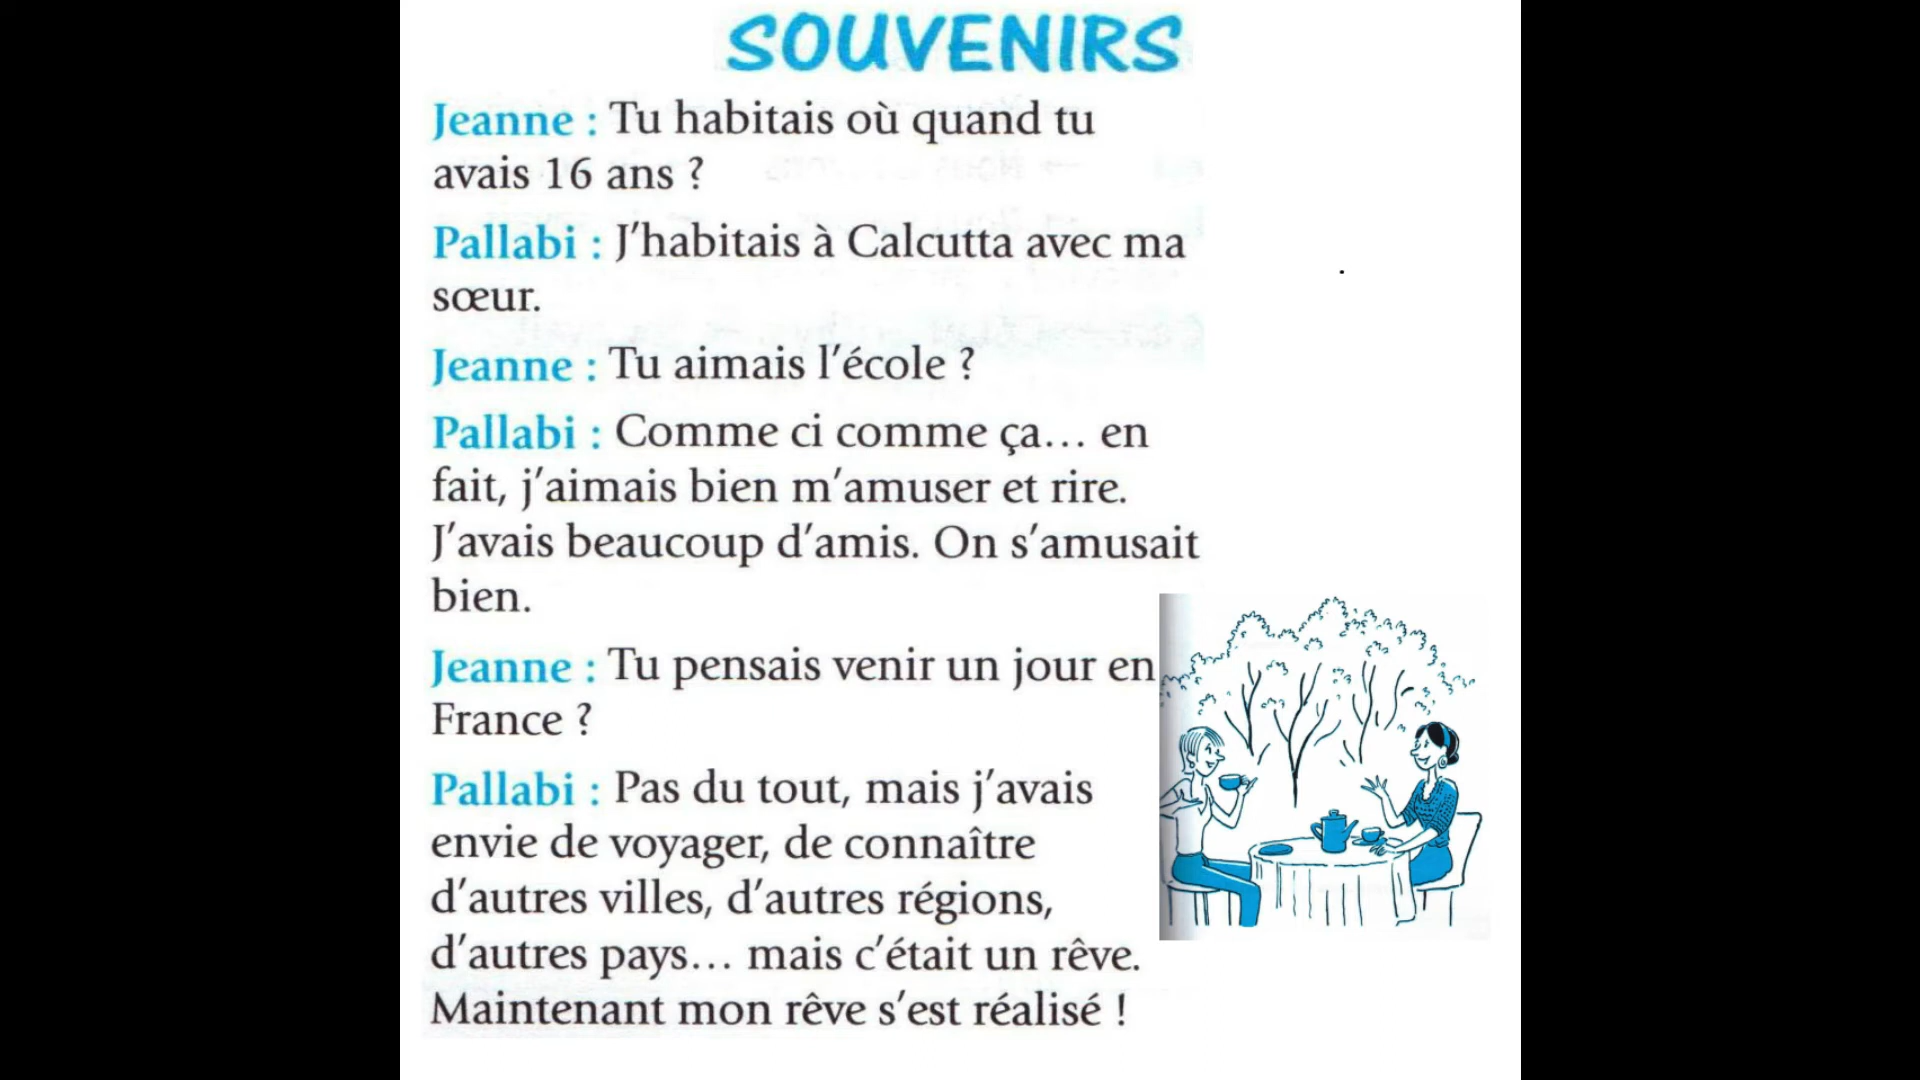 SOUVENIRS
Jeanne : Tu habitais où quand tu
avais 16 ans ?
Pallabi : J'habitais à Calcutta avec ma
sœur.
Jeanne : Tu aimais l'école ?
Pallabi : Comme ci comme ça… en
fait, j'aimais bien m'amuser et rire.
J'avais beaucoup d'amis. On s'amusait
bien.
Jeanne : Tu pensais venir un jour en
France ?
Pallabi : Pas du tout, mais j'avais
envie de voyager, de connaître
d'autres villes, d'autres régions,
d'autres pays… mais c'était un rêve.
Maintenant mon rêve s'est réalisé !